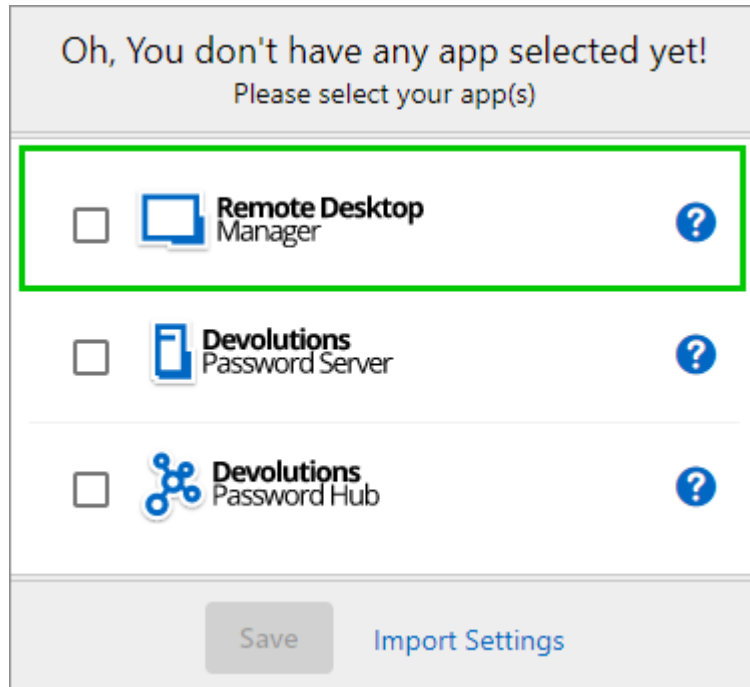 Oh, You don't have any app selected yet!
Please select your app(s)
Remote Desktop
Manager
?
Devolutions
Password Server
?
Devolutions
Password Hub
?
Save
Import Settings